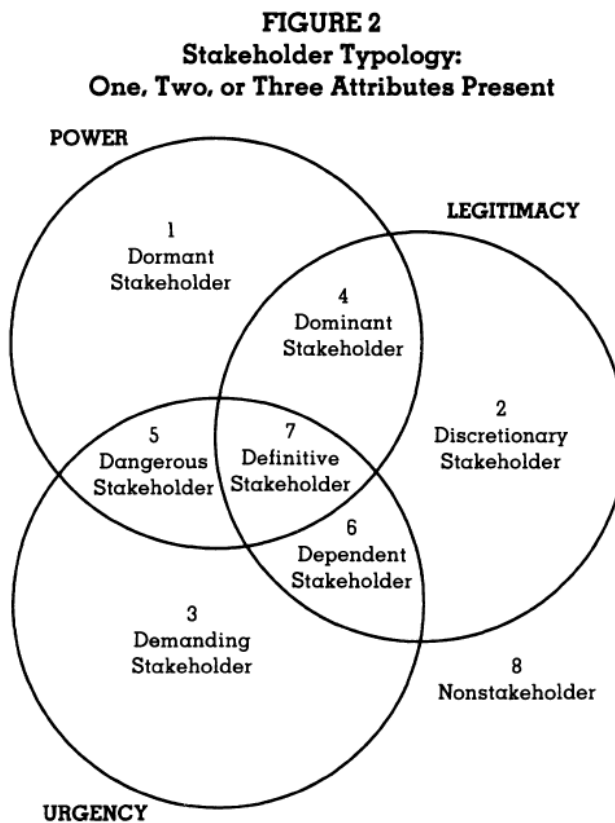 FIGURE 2
Stakeholder Typology:
One, Two, or Three Attributes Present
POWER
LEGITIMACY
1
Dormant
Stakeholder
4
Dominant
Stakeholder
2
Discretionary
Stakeholder
5
Dangerous
Stakeholder
7
Definitive
Stakeholder
6
Dependent
Stakeholder
3
Demanding
Stakeholder
8
Nonstakeholder
URGENCY